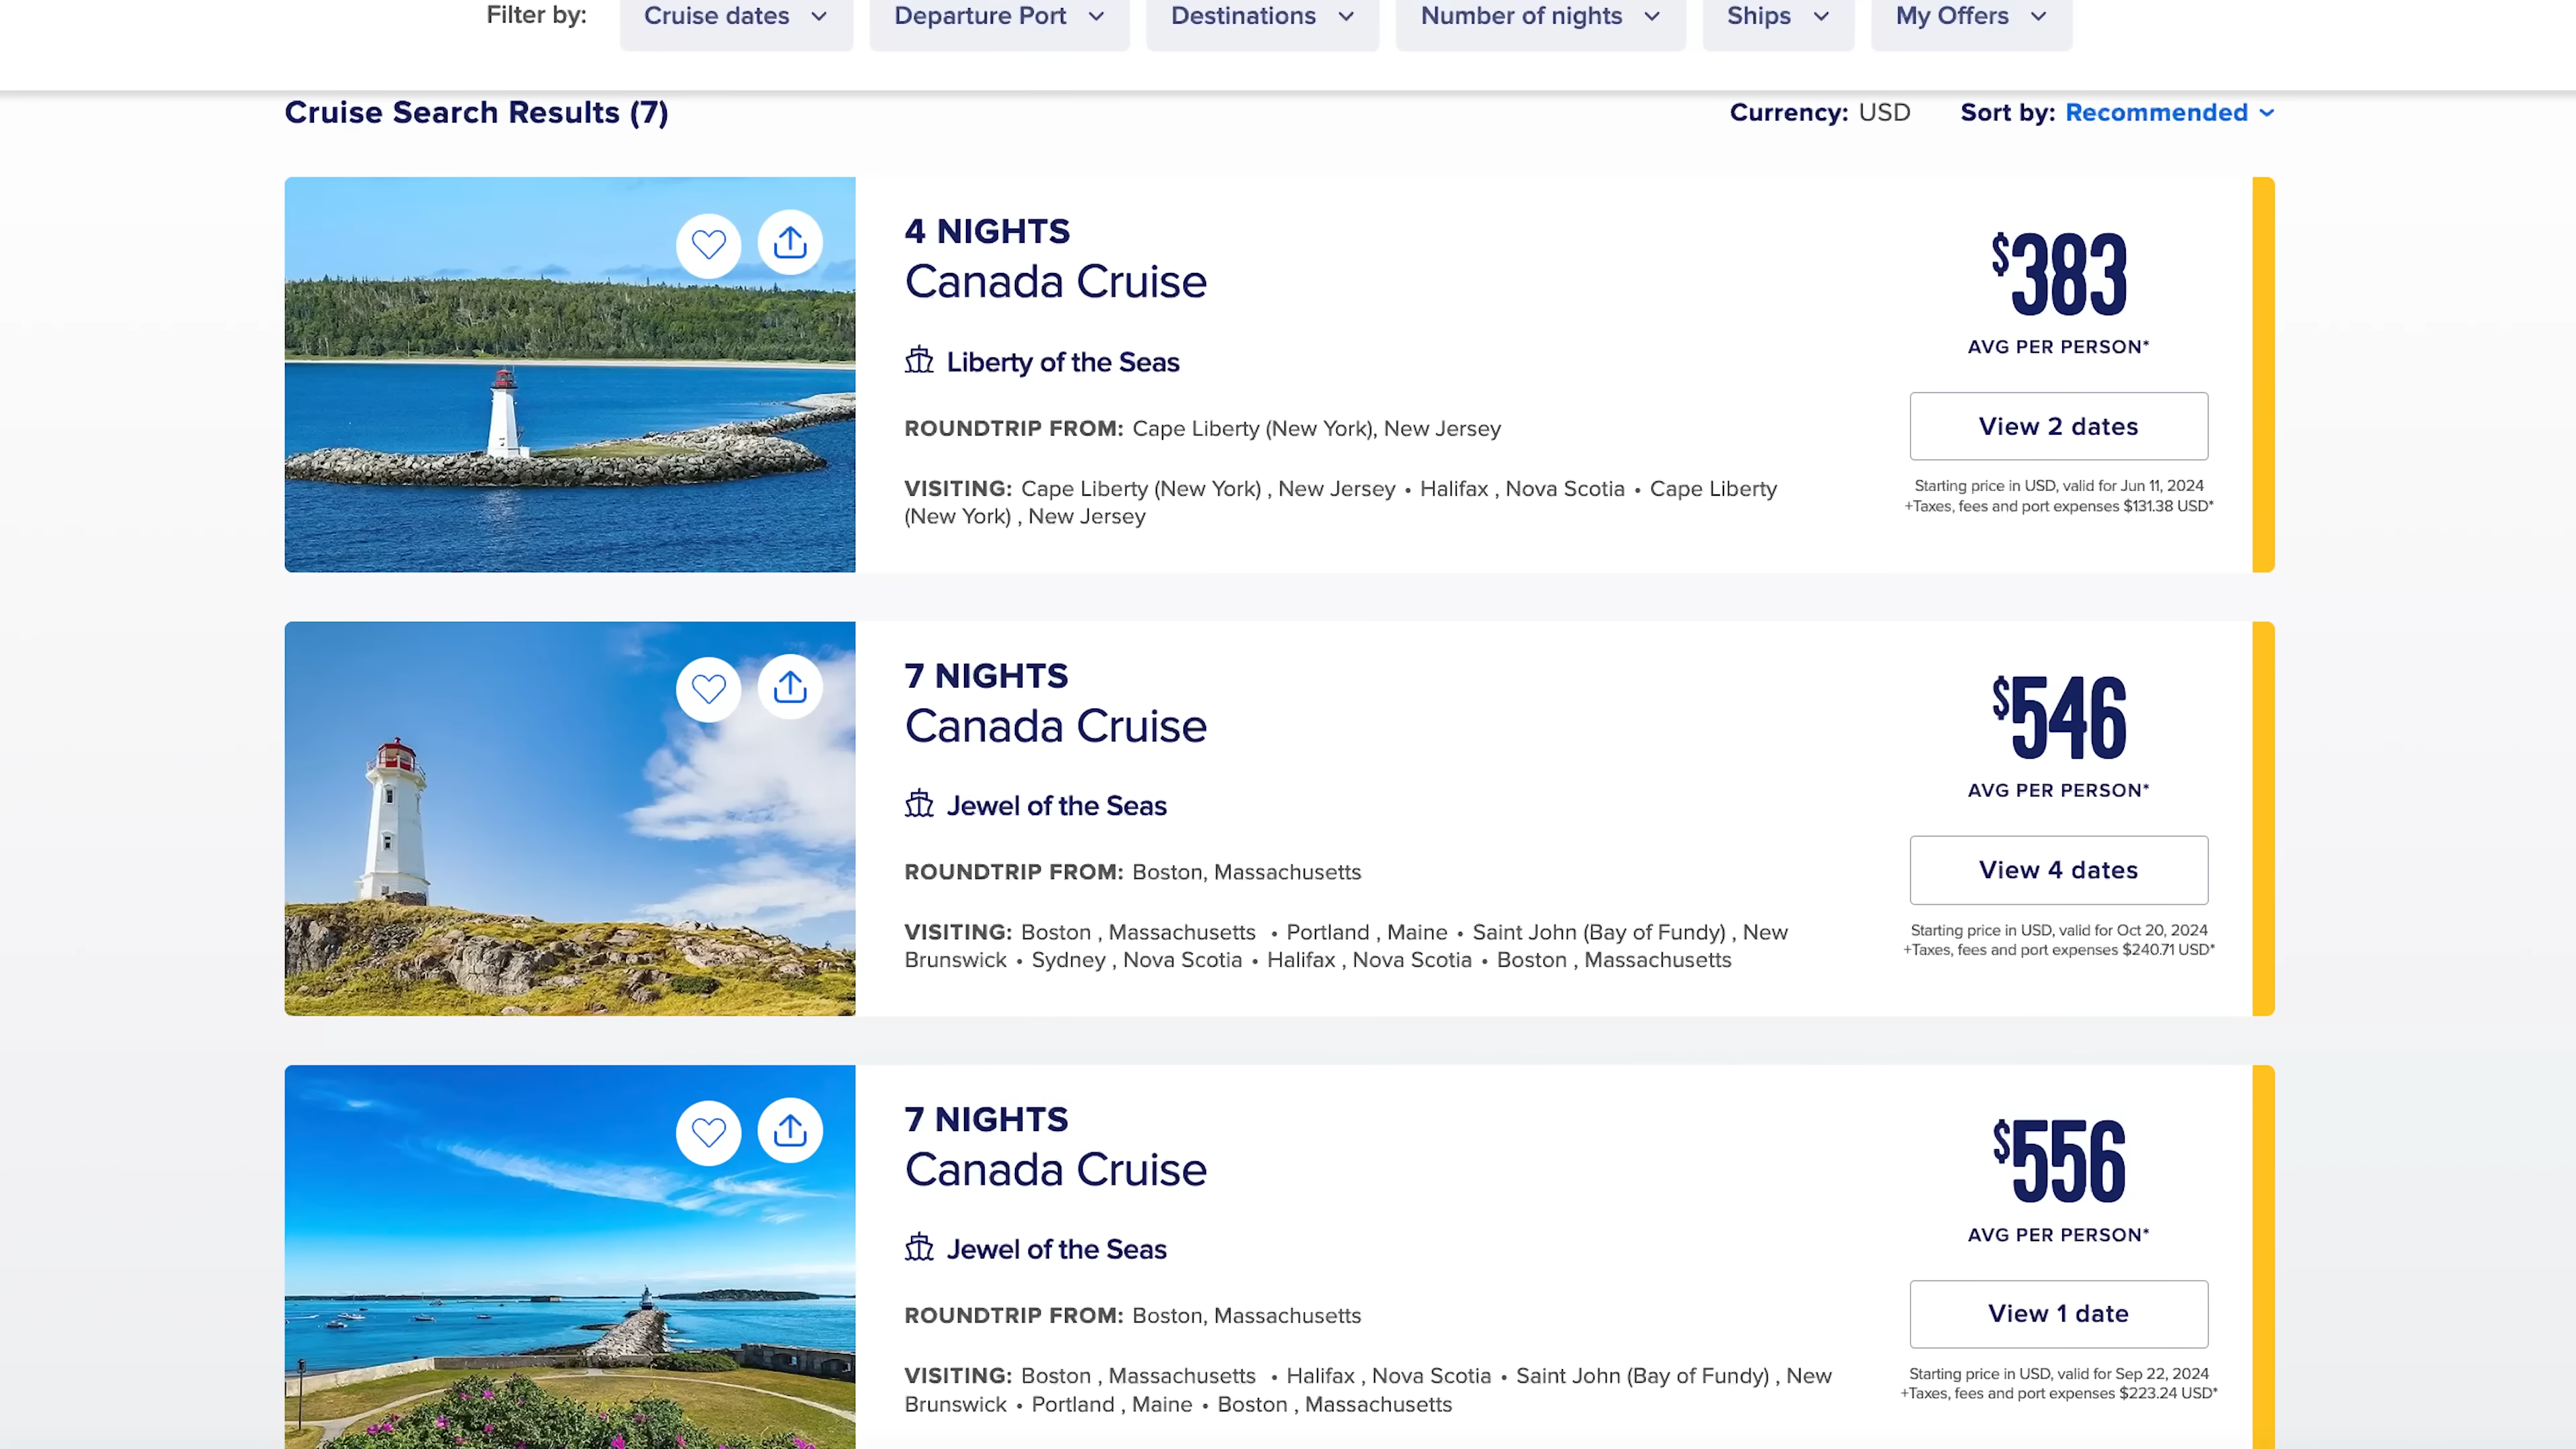 Filter by: Cruise dates Departure Port Destinations Number of nights Ships My Offers
Cruise Search Results (7)
Currency: USD Sort by: Recommended
4 NIGHTS
Canada Cruise
Liberty of the Seas
ROUNDTRIP FROM: Cape Liberty (New York), New Jersey
VISITING: Cape Liberty (New York) , New Jersey • Halifax , Nova Scotia • Cape Liberty
(New York) , New Jersey
$383
AVG PER PERSON*
View 2 dates
Starting price in USD, valid for Jun 11, 2024
+Taxes, fees and port expenses $131.38 USD*
7 NIGHTS
Canada Cruise
Jewel of the Seas
ROUNDTRIP FROM: Boston, Massachusetts
VISITING: Boston , Massachusetts • Portland , Maine • Saint John (Bay of Fundy) , New
Brunswick • Sydney , Nova Scotia • Halifax , Nova Scotia • Boston , Massachusetts
$546
AVG PER PERSON*
View 4 dates
Starting price in USD, valid for Oct 20, 2024
+Taxes, fees and port expenses $240.71 USD*
7 NIGHTS
Canada Cruise
Jewel of the Seas
ROUNDTRIP FROM: Boston, Massachusetts
VISITING: Boston , Massachusetts • Halifax , Nova Scotia • Saint John (Bay of Fundy) , New
Brunswick • Portland , Maine • Boston , Massachusetts
$556
AVG PER PERSON*
View 1 date
Starting price in USD, valid for Sep 22, 2024
+Taxes, fees and port expenses $223.24 USD*